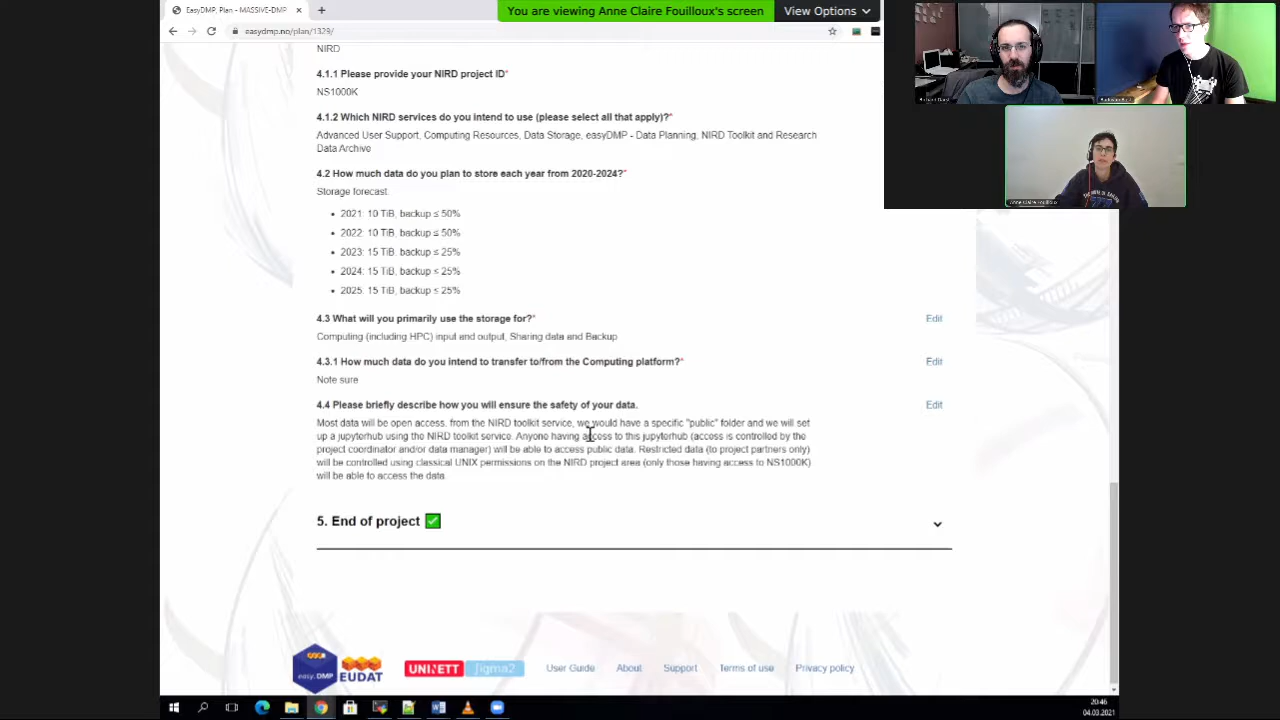 EasyDMP, Plan - MASSIVE-DMP
You are viewing Anne Claire Fouilloux's screen
View Options
easydmp.no/plan/1329/
NIRD
4.1.1 Please provide your NIRD project ID*
NS1000K
4.1.2 Which NIRD services do you intend to use (please select all that apply)?*
Advanced User Support, Computing Resources, Data Storage, easyDMP - Data Planning, NIRD Toolkit and Research
Data Archive
4.2 How much data do you plan to store each year from 2020-2024?*
Storage forecast.
• 2021: 10 TiB, backup ≤ 50%
• 2022: 10 TiB, backup ≤ 50%
• 2023: 15 TiB, backup ≤ 25%
• 2024: 15 TiB, backup ≤ 25%
• 2025: 15 TiB, backup ≤ 25%
4.3 What will you primarily use the storage for?*
Edit
Computing (including HPC) input and output, Sharing data and Backup
4.3.1 How much data do you intend to transfer to/from the Computing platform?*
Edit
Note sure
4.4 Please briefly describe how you will ensure the safety of your data.
Edit
Most data will be open access. from the NIRD toolkit service, we would have a specific "public" folder and we will set
up a jupyterhub using the NIRD toolkit service. Anyone having access to this jupyterhub (access is controlled by the
project coordinator and/or data manager) will be able to access public data. Restricted data (to project partners only)
will be controlled using classical UNIX permissions on the NIRD project area (only those having access to NS1000K)
will be able to access the data.
5. End of project
easy.DMP
EUDAT
UNINETT
Sigma2
User Guide
About
Support
Terms of use
Privacy policy
Richard Darst
Anne Claire Fouilloux
20:46
04.03.2021